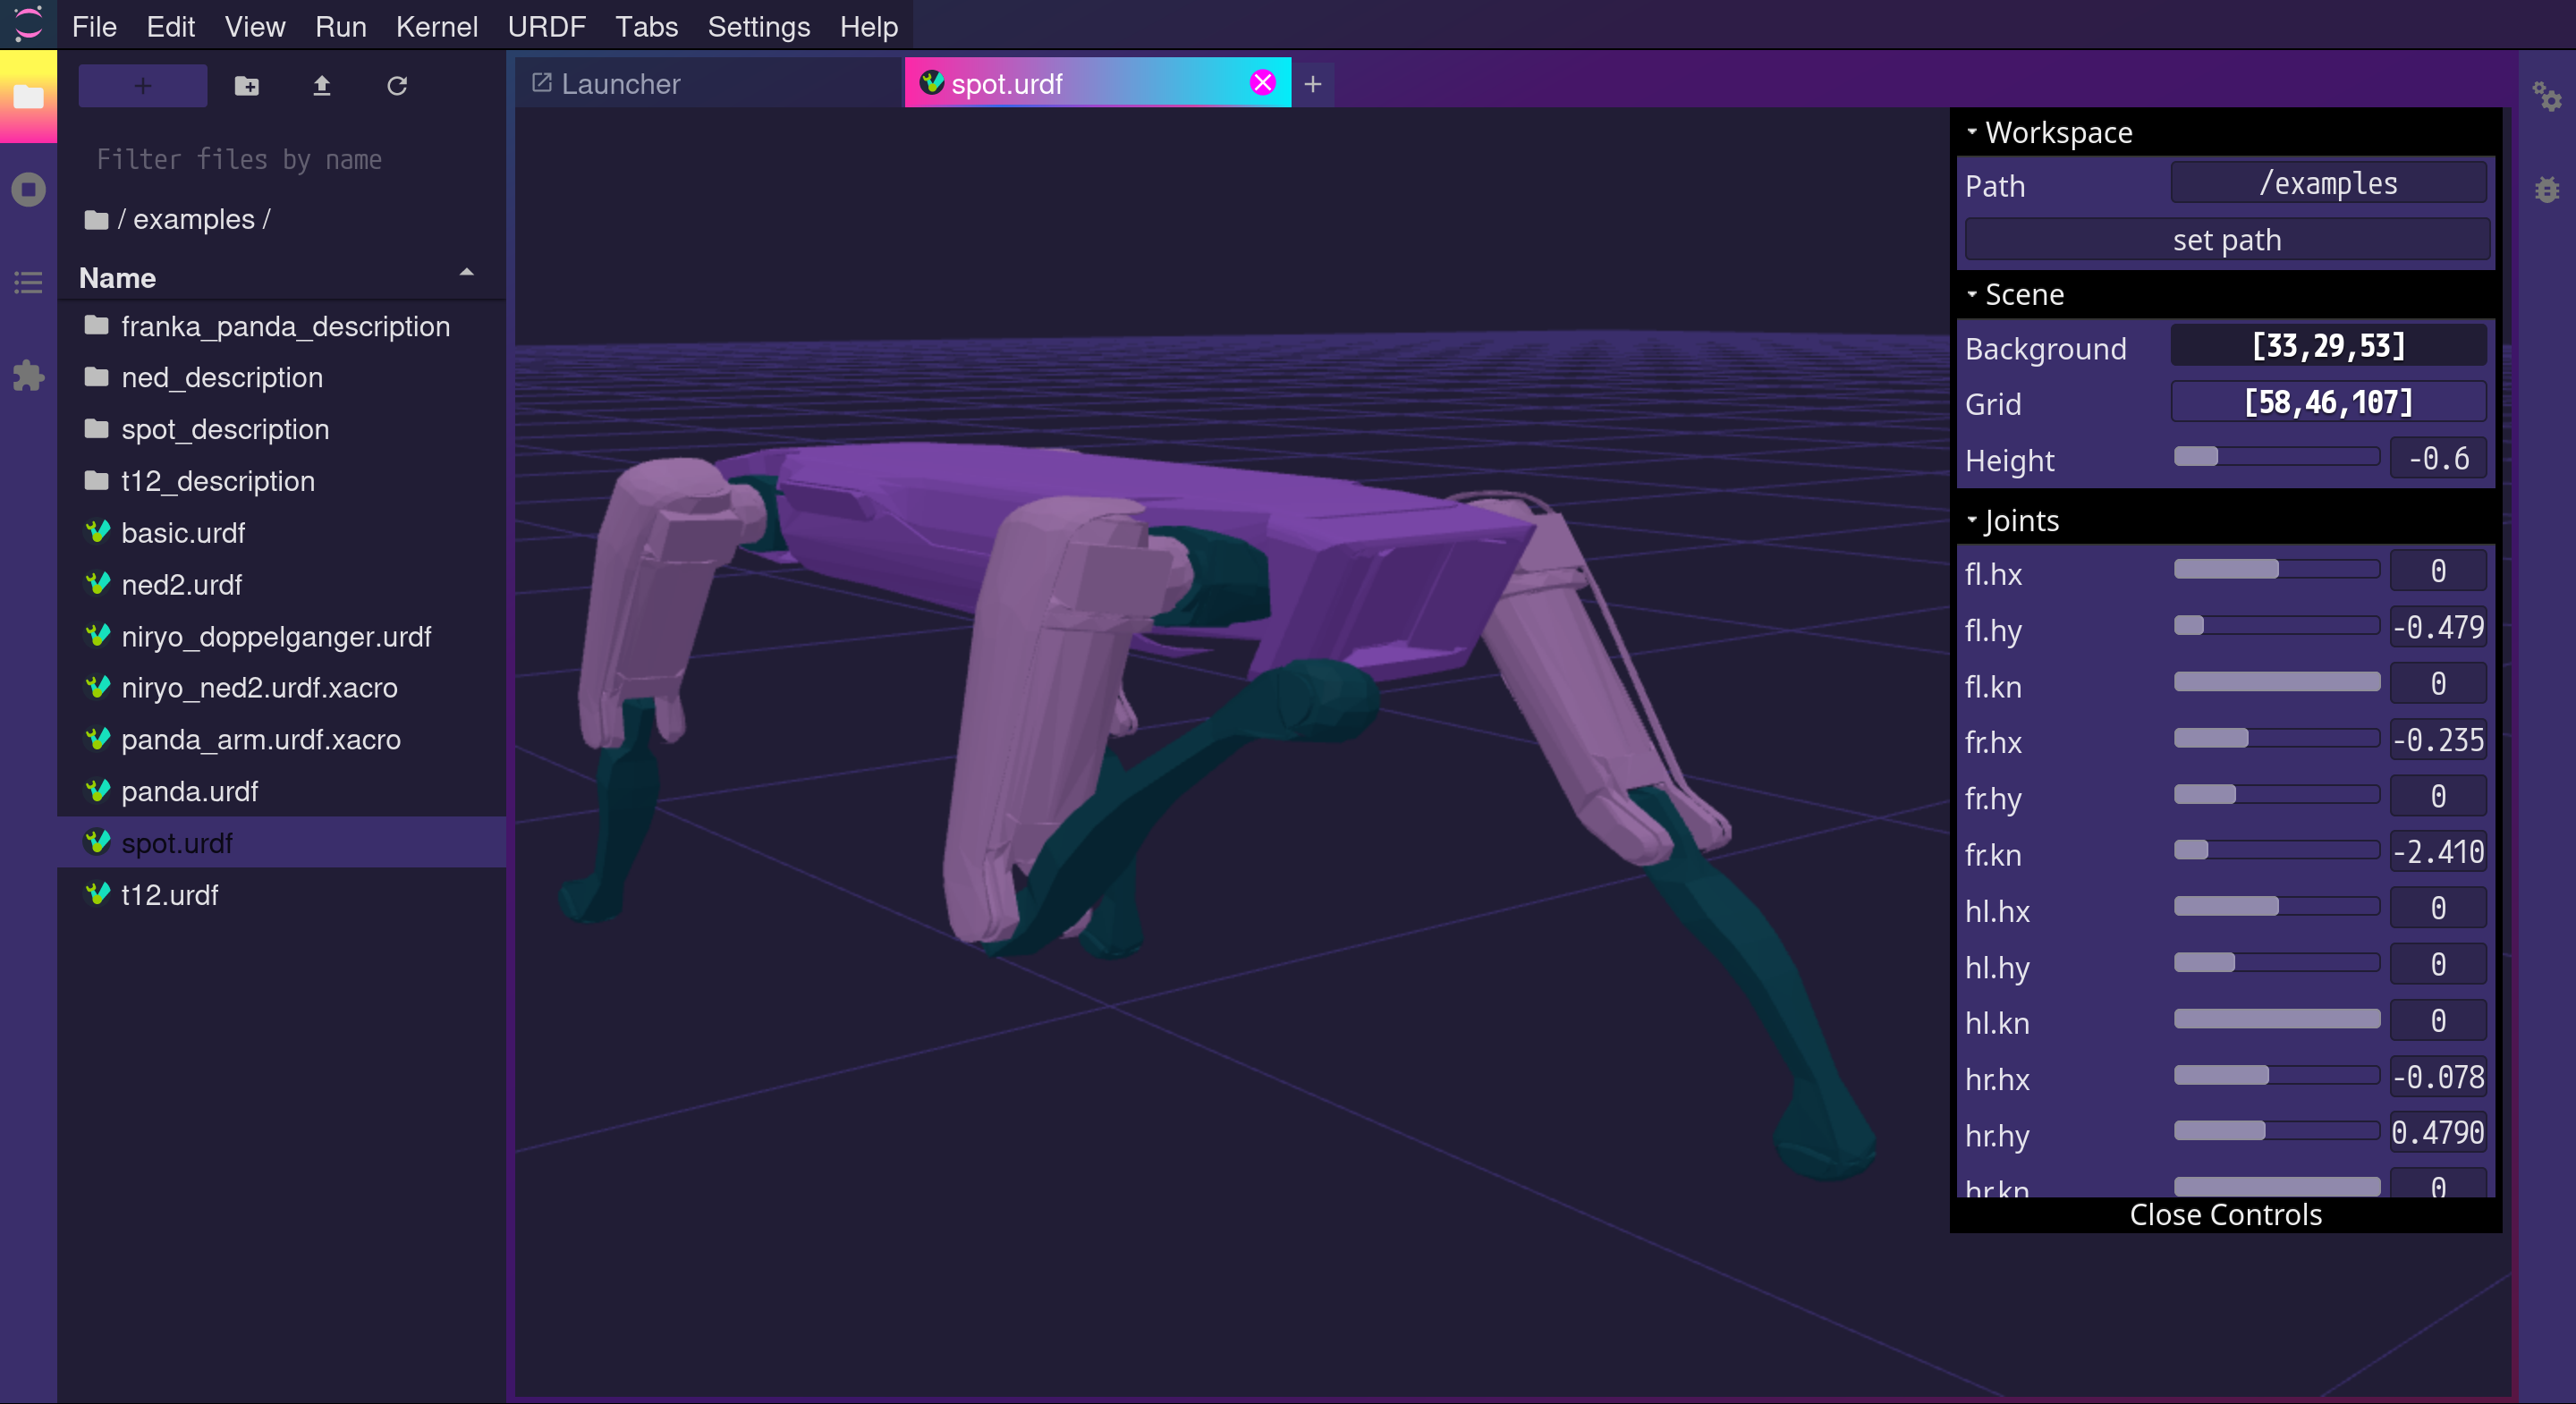 File Edit View Run Kernel URDF Tabs Settings Help
Launcher
spot.urdf
Filter files by name
/ examples /
Name
franka_panda_description
ned_description
spot_description
t12_description
basic.urdf
ned2.urdf
niryo_doppelganger.urdf
niryo_ned2.urdf.xacro
panda_arm.urdf.xacro
panda.urdf
spot.urdf
t12.urdf
Workspace
Path /examples
set path
Scene
Background [33,29,53]
Grid [58,46,107]
Height -0.6
Joints
fl.hx 0
fl.hy -0.479
fl.kn 0
fr.hx -0.235
fr.hy 0
fr.kn -2.410
hl.hx 0
hl.hy 0
hl.kn 0
hr.hx -0.078
hr.hy 0.4790
hr.kn 0
Close Controls